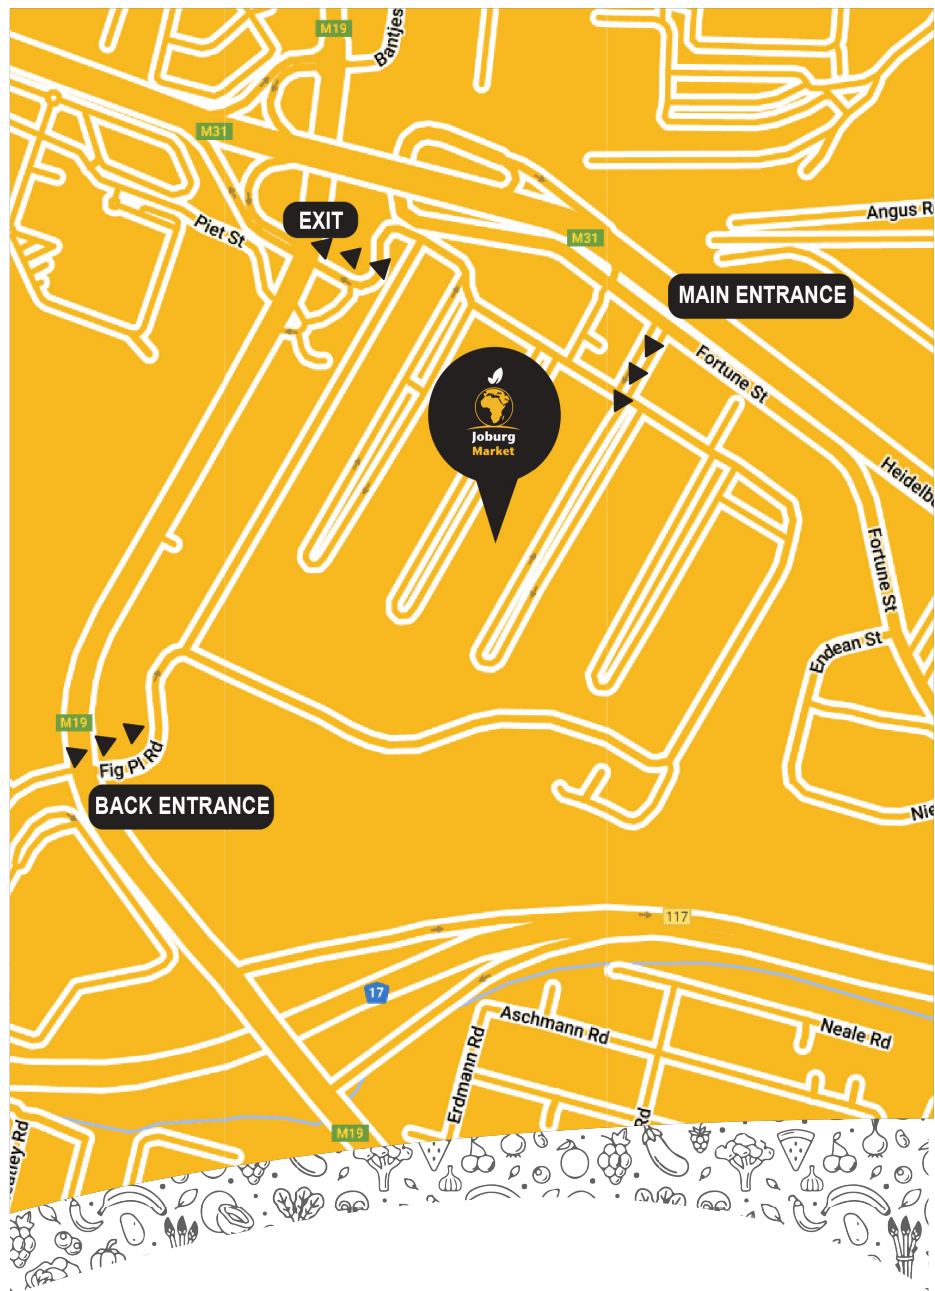 M19
Bantjes
M31
EXIT
Piet St
Angus R
M31
MAIN ENTRANCE
Fortune St
Joburg
Market
Heidelb
Fortune St
Endean St
M19
Fig Pl Rd
BACK ENTRANCE
Nie
117
17
Aschmann Rd
Neale Rd
Erdmann Rd
Rd
M19
atley Rd